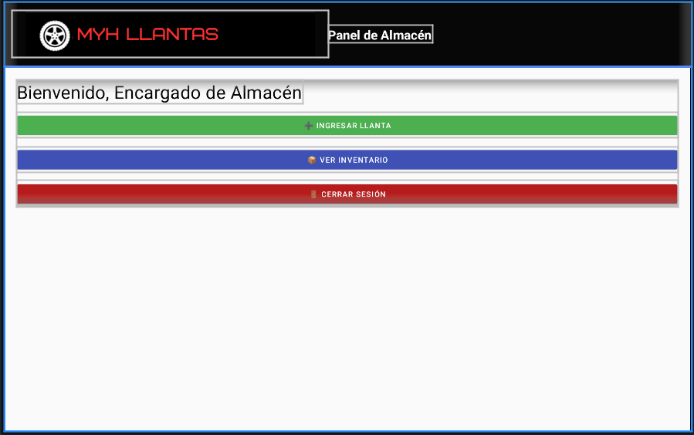 MYH LLANTAS
Panel de Almacén
Bienvenido, Encargado de Almacén
➕ INGRESAR LLANTA
📦 VER INVENTARIO
🚪 CERRAR SESIÓN